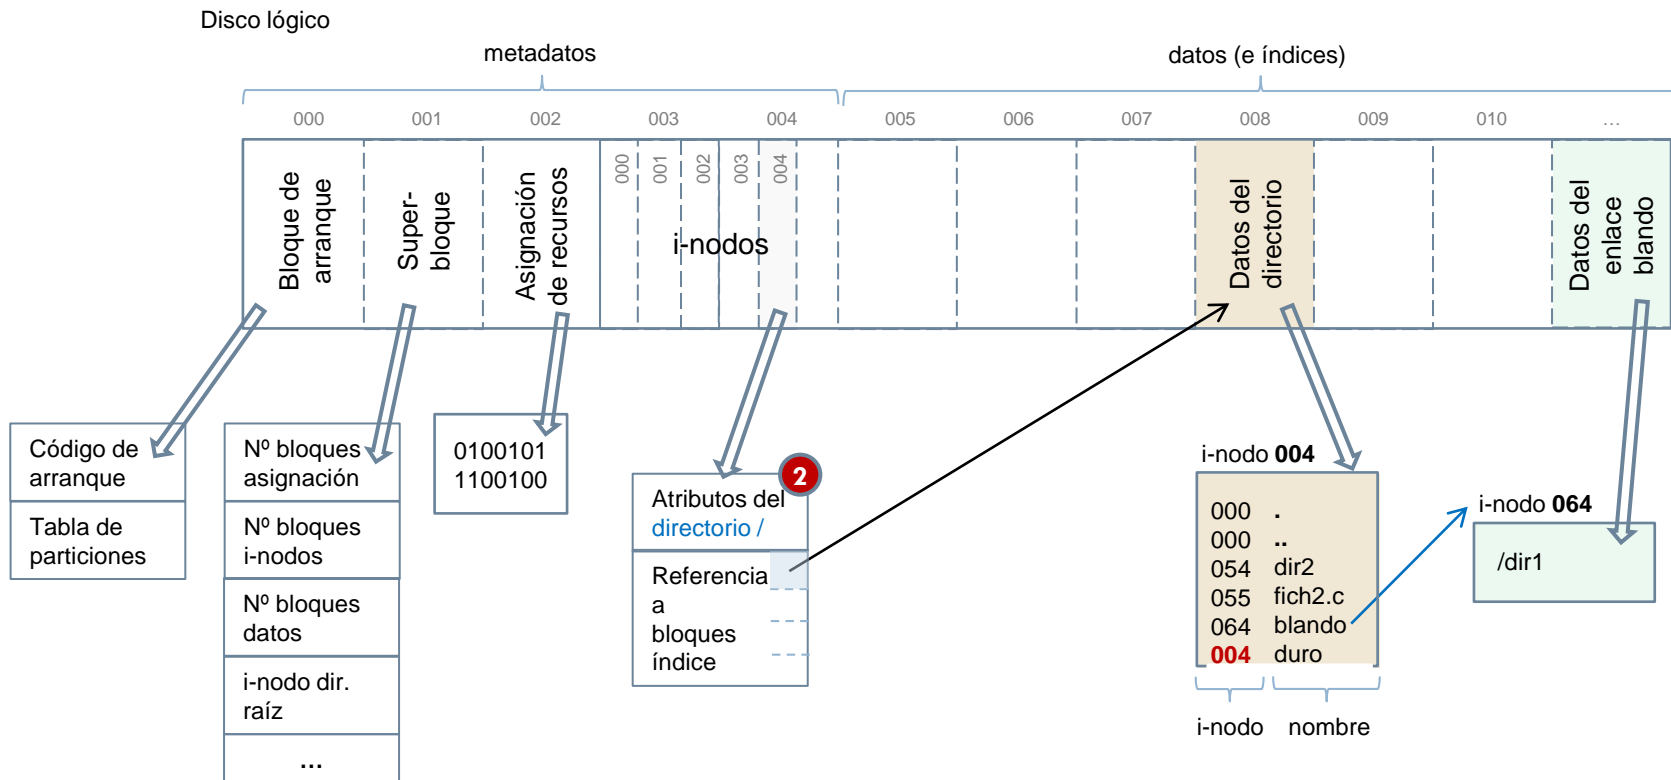 Disco lógico
metadatos
datos (e índices)
000
001
002
003
004
005
006
007
008
009
010
...
Bloque de
arranque
Super-
bloque
Asignación
de recursos
000
001
002
003
004
i-nodos
Datos del
directorio
Datos del
enlace
blando
Código de
arranque
Tabla de
particiones
Nº bloques
asignación
Nº bloques
i-nodos
Nº bloques
datos
i-nodo dir.
raíz
...
0100101
1100100
2
Atributos del
directorio /
Referencia
a
bloques
índice
i-nodo 004
000 .
000 ..
054 dir2
055 fich2.c
064 blando
004 duro
i-nodo nombre
i-nodo 064
/dir1